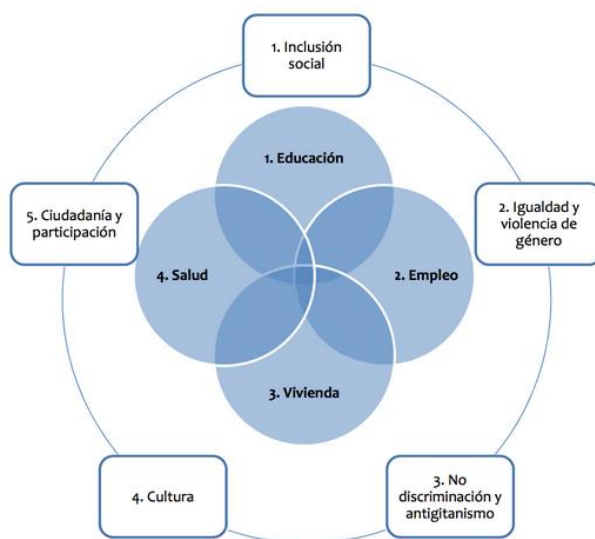 1. Inclusión
social
1. Educación
5. Ciudadanía y
participación
2. Igualdad y
violencia de
género
4. Salud
2. Empleo
3. Vivienda
4. Cultura
3. No
discriminación y
antigitanismo